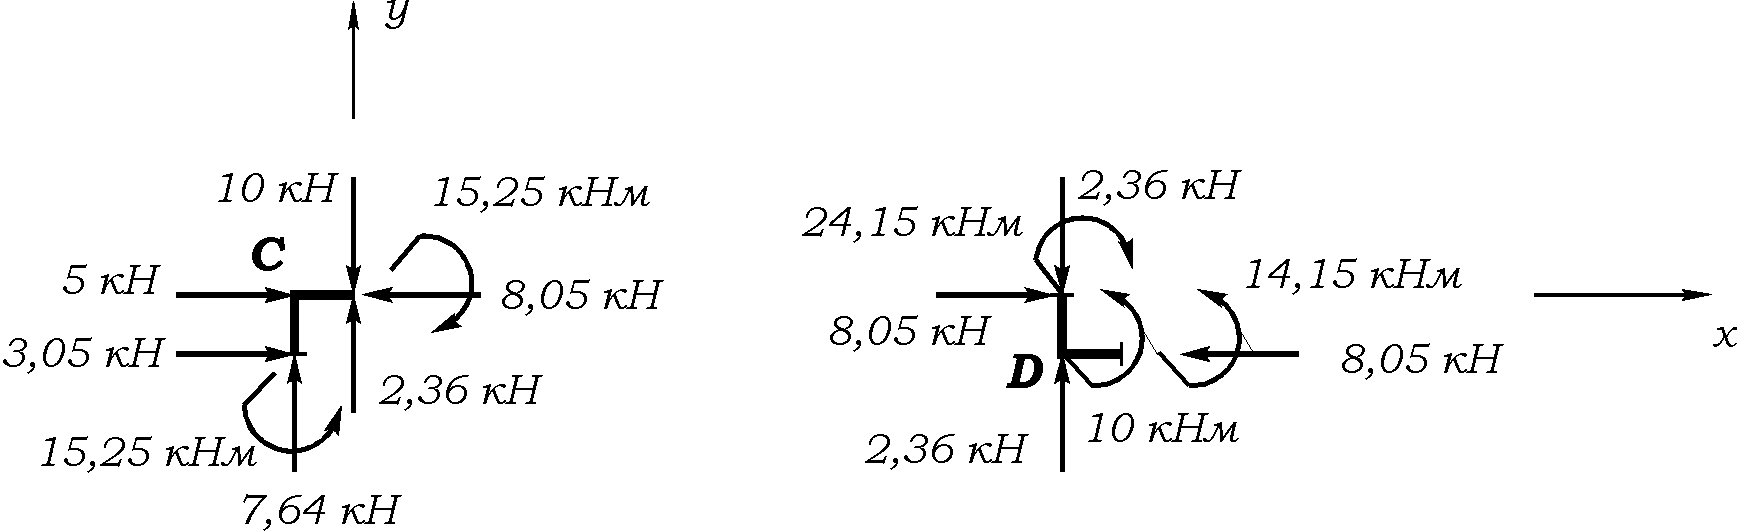 y
10 кН
15,25 кНм
C
5 кН
8,05 кН
3,05 кН
2,36 кН
15,25 кНм
7,64 кН
2,36 кН
24,15 кНм
14,15 кНм
8,05 кН
D
8,05 кН
10 кНм
2,36 кН
x